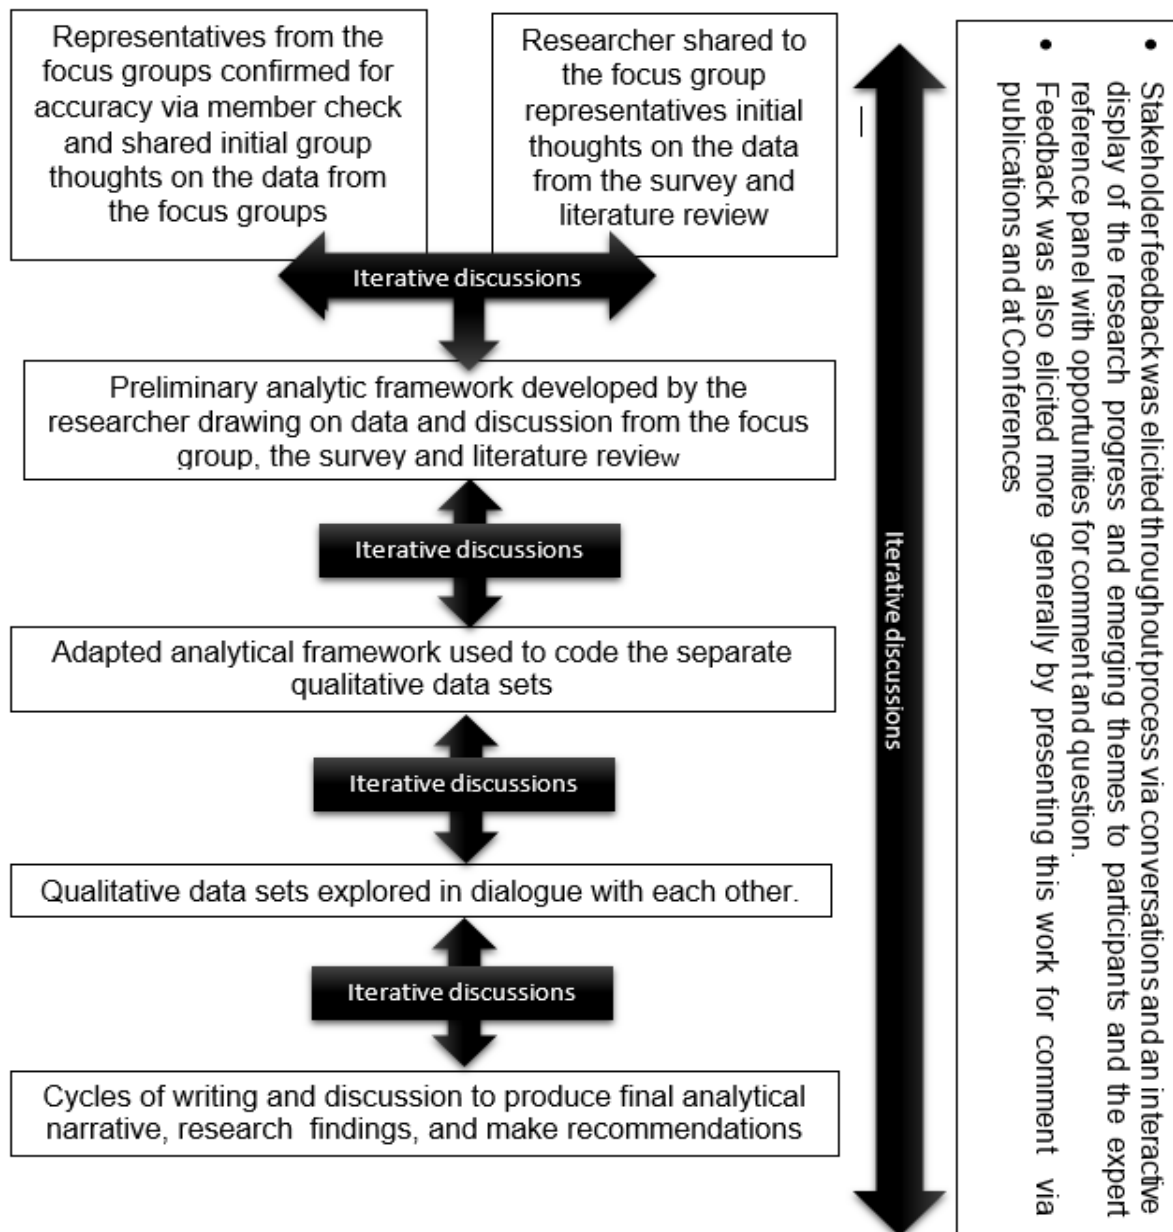 Representatives from the
focus groups confirmed for
accuracy via member check
and shared initial group
thoughts on the data from
the focus groups
Researcher shared to
the focus group
representatives initial
thoughts on the data
from the survey and
literature review
Iterative discussions
Preliminary analytic framework developed by the
researcher drawing on data and discussion from the focus
group, the survey and literature review
Iterative discussions
Adapted analytical framework used to code the separate
qualitative data sets
Iterative discussions
Qualitative data sets explored in dialogue with each other.
Iterative discussions
Cycles of writing and discussion to produce final analytical
narrative, research findings, and make recommendations
Iterative discussions
• Stakeholder feedback was elicited throughout process via conversations and an interactive
display of the research progress and emerging themes to participants and the expert
reference panel with opportunities for comment and question.
• Feedback was also elicited more generally by presenting this work for comment via
publications and at Conferences